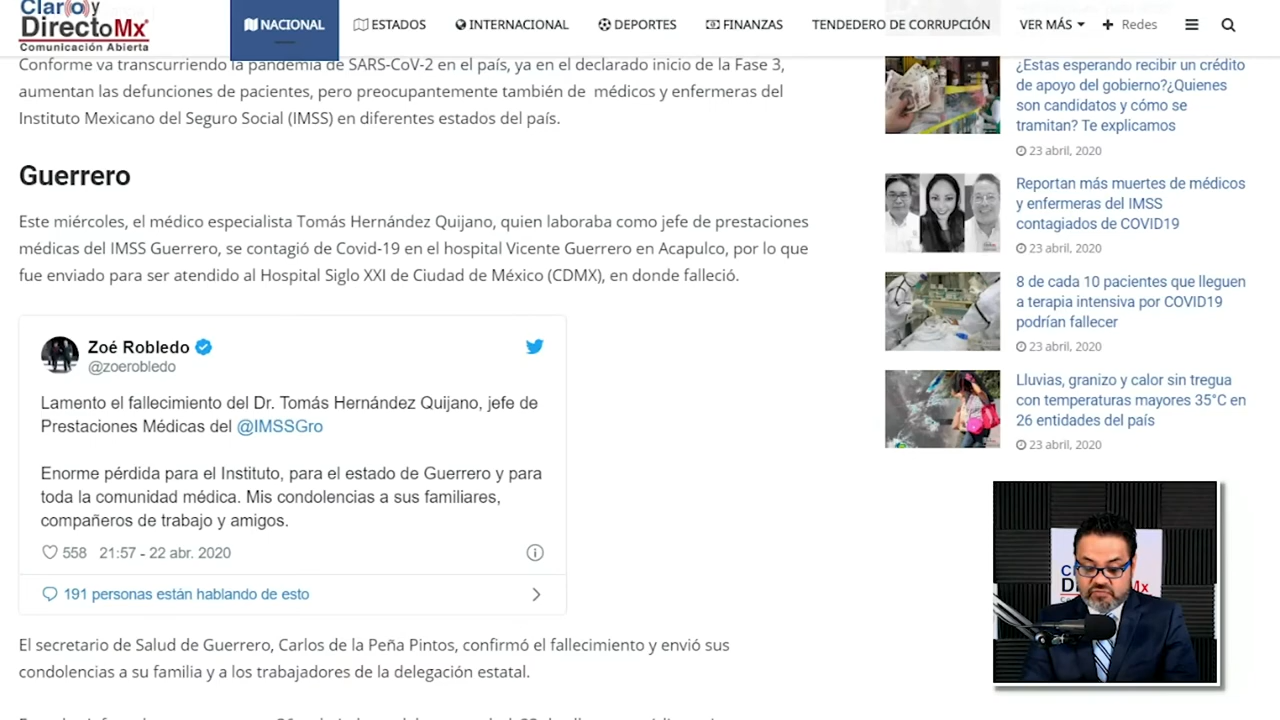 Claro y
DirectoMx
Comunicación Abierta
NACIONAL
ESTADOS
INTERNACIONAL
DEPORTES
FINANZAS
TENDEDERO DE CORRUPCIÓN
VER MÁS
Redes
Conforme va transcurriendo la pandemia de SARS-CoV-2 en el país, ya en el declarado inicio de la Fase 3,
aumentan las defunciones de pacientes, pero preocupantemente también de médicos y enfermeras del
Instituto Mexicano del Seguro Social (IMSS) en diferentes estados del país.
Guerrero
Este miércoles, el médico especialista Tomás Hernández Quijano, quien laboraba como jefe de prestaciones
médicas del IMSS Guerrero, se contagió de Covid-19 en el hospital Vicente Guerrero en Acapulco, por lo que
fue enviado para ser atendido al Hospital Siglo XXI de Ciudad de México (CDMX), en donde falleció.
Zoé Robledo
@zoerobledo
Lamento el fallecimiento del Dr. Tomás Hernández Quijano, jefe de
Prestaciones Médicas del @IMSSGro
Enorme pérdida para el Instituto, para el estado de Guerrero y para
toda la comunidad médica. Mis condolencias a sus familiares,
compañeros de trabajo y amigos.
558 21:57 - 22 abr. 2020
191 personas están hablando de esto
El secretario de Salud de Guerrero, Carlos de la Peña Pintos, confirmó el fallecimiento y envió sus
condolencias a su familia y a los trabajadores de la delegación estatal.
¿Estas esperando recibir un crédito
de apoyo del gobierno?¿Quienes
son candidatos y cómo se
tramitan? Te explicamos
23 abril, 2020
Reportan más muertes de médicos
y enfermeras del IMSS
contagiados de COVID19
23 abril, 2020
8 de cada 10 pacientes que lleguen
a terapia intensiva por COVID19
podrían fallecer
23 abril, 2020
Lluvias, granizo y calor sin tregua
con temperaturas mayores 35°C en
26 entidades del país
23 abril, 2020